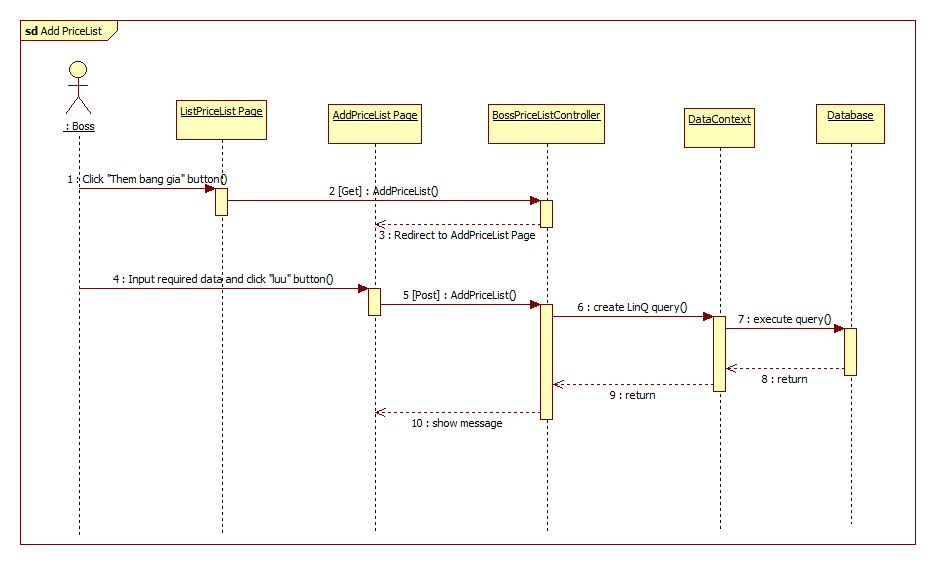 sd Add PriceList
: Boss
ListPriceList Page
AddPriceList Page
BossPriceListController
DataContext
Database
1 : Click "Them bang gia" button()
2 [Get] : AddPriceList()
3 : Redirect to AddPriceList Page
4 : Input required data and click "luu" button()
5 [Post] : AddPriceList()
6 : create LinQ query()
7 : execute query()
8 : return
9 : return
10 : show message